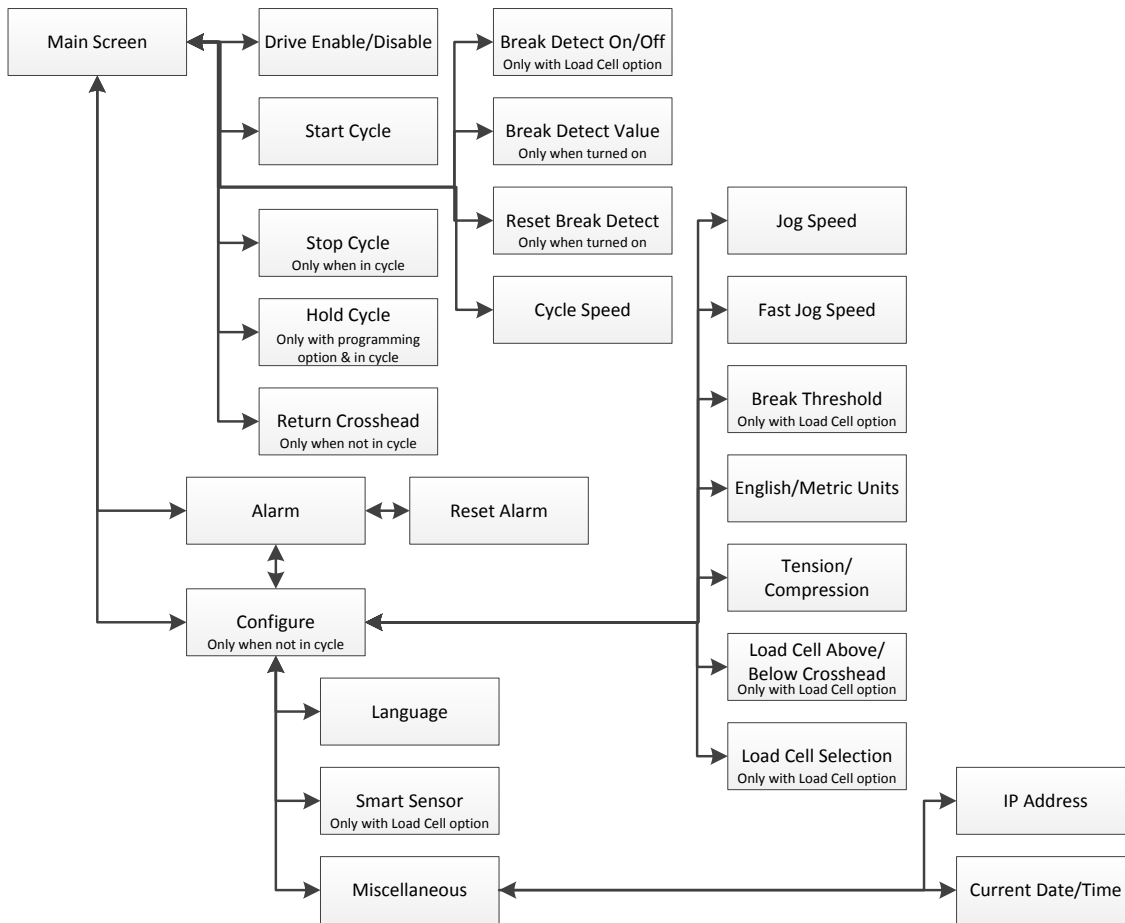 Main Screen
Drive Enable/Disable
Start Cycle
Stop Cycle
Only when in cycle
Hold Cycle
Only with programming
option & in cycle
Return Crosshead
Only when not in cycle
Break Detect On/Off
Only with Load Cell option
Break Detect Value
Only when turned on
Reset Break Detect
Only when turned on
Cycle Speed
Alarm
Reset Alarm
Configure
Only when not in cycle
Jog Speed
Fast Jog Speed
Break Threshold
Only with Load Cell option
English/Metric Units
Tension/
Compression
Load Cell Above/
Below Crosshead
Only with Load Cell option
Load Cell Selection
Only with Load Cell option
Language
Smart Sensor
Only with Load Cell option
Miscellaneous
IP Address
Current Date/Time